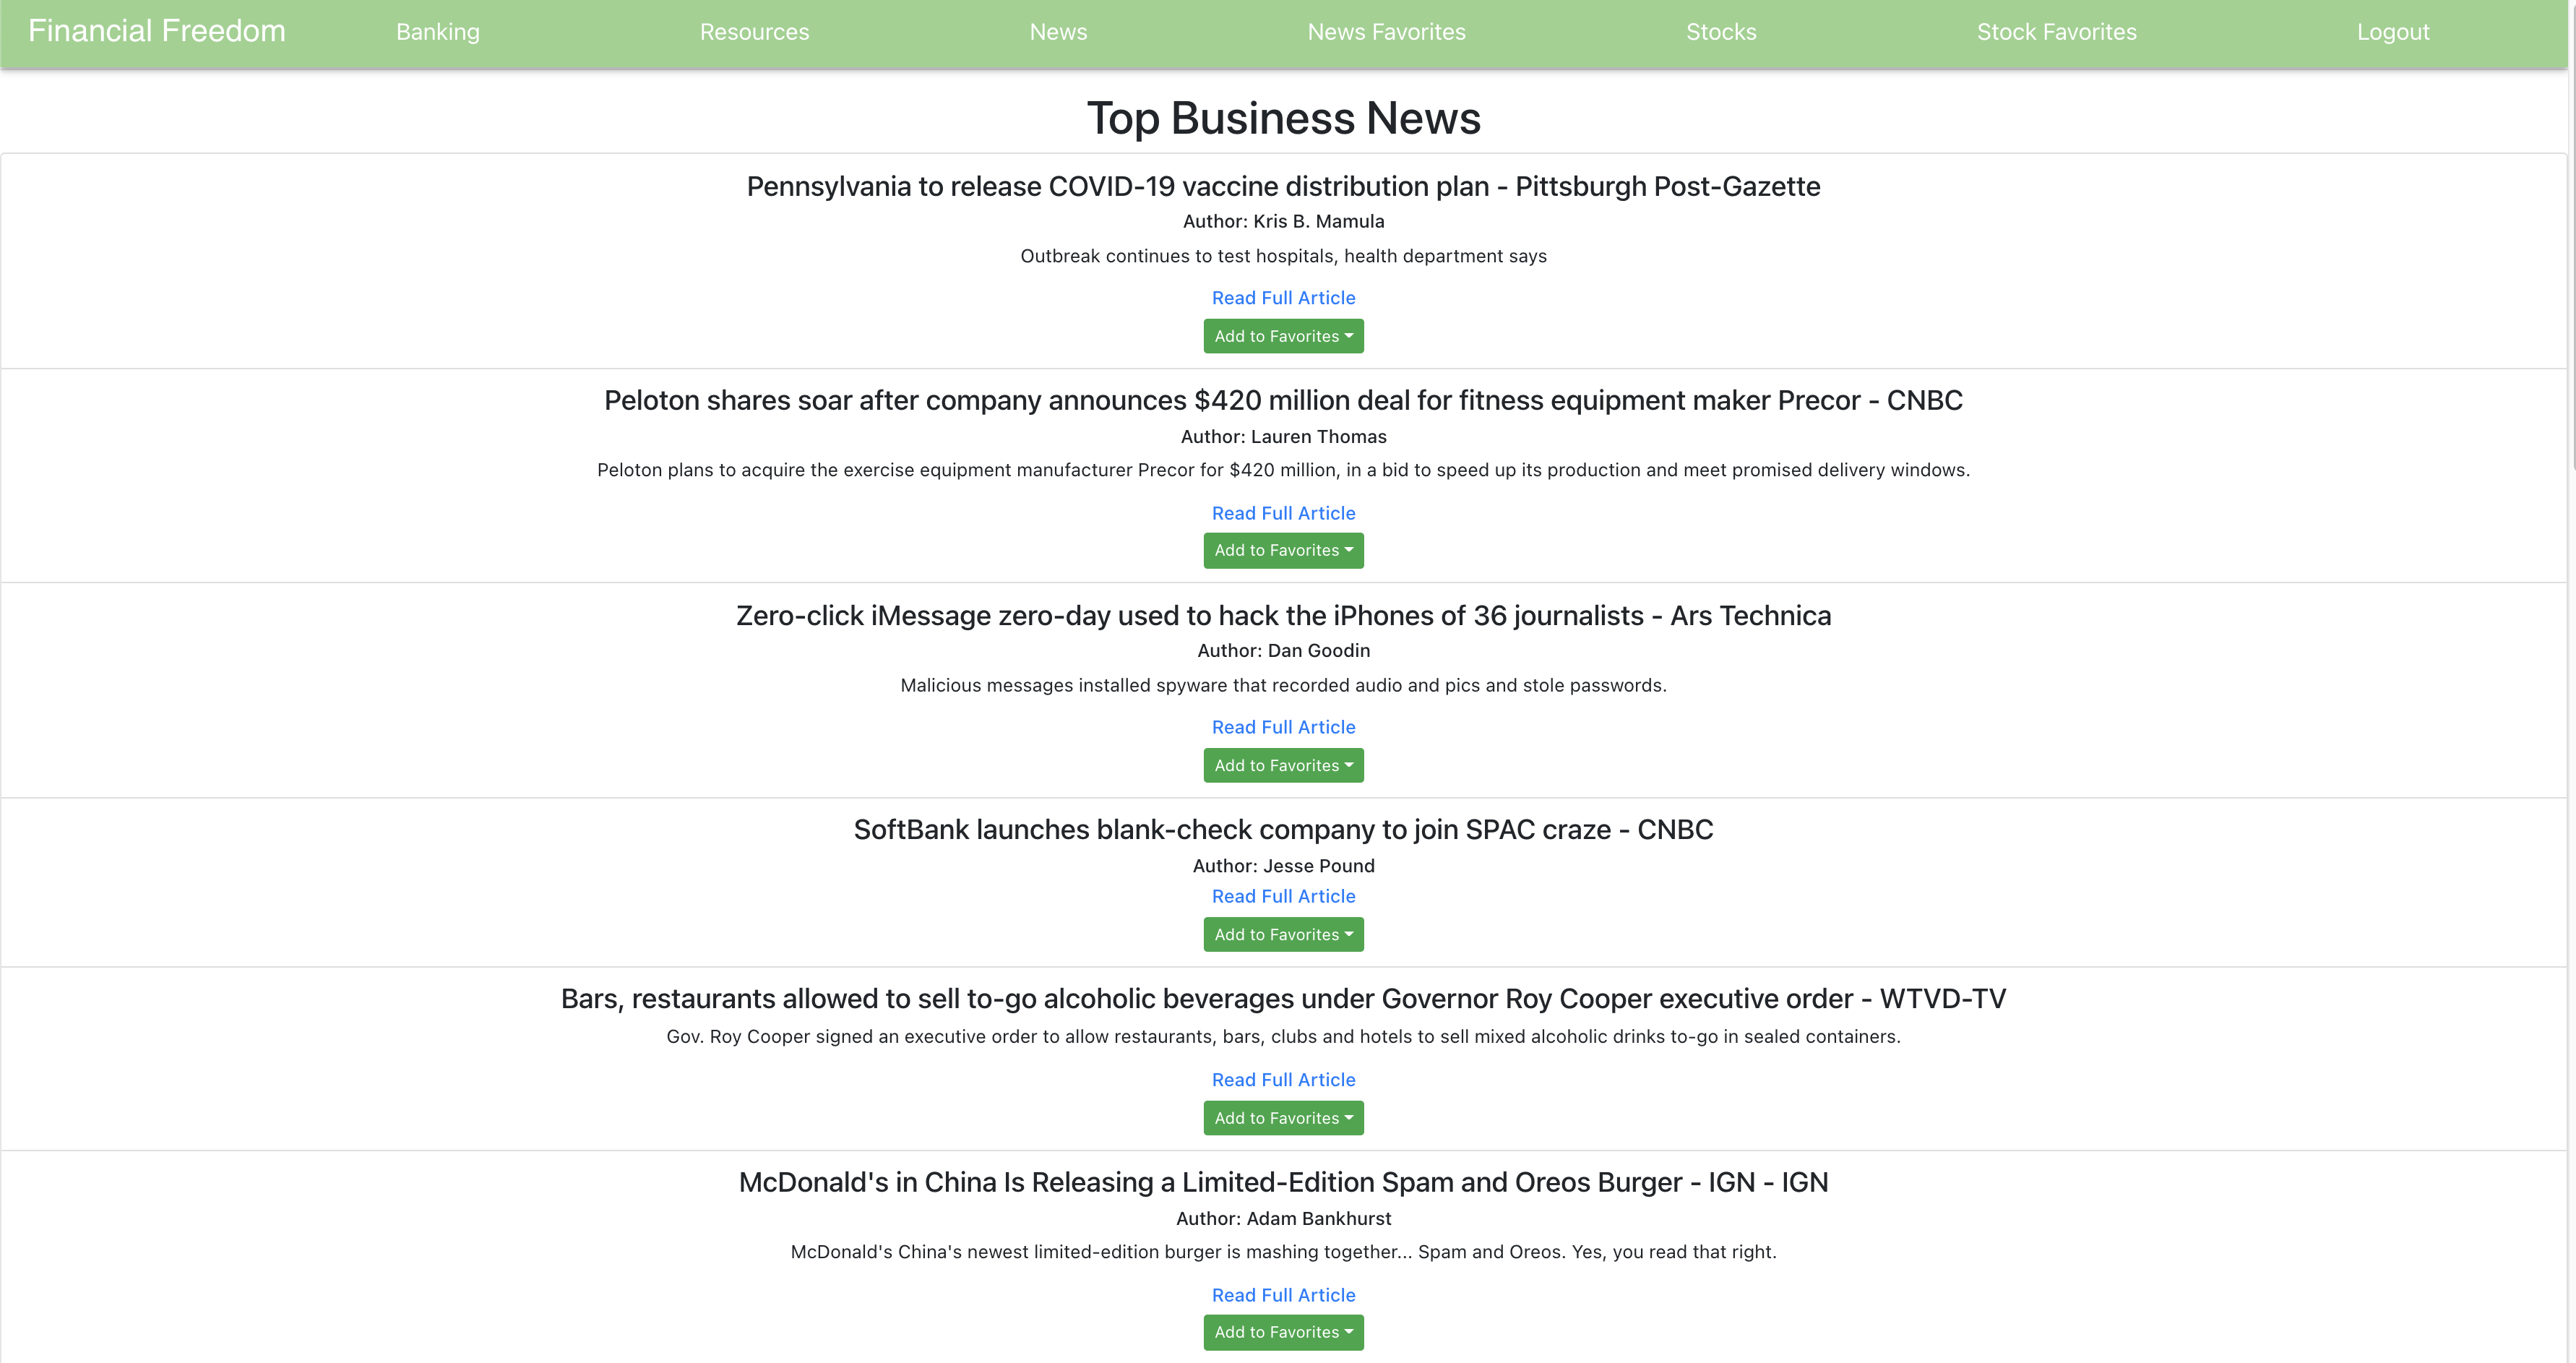 Financial Freedom Banking Resources News News Favorites Stocks Stock Favorites Logout
Top Business News
Pennsylvania to release COVID-19 vaccine distribution plan - Pittsburgh Post-Gazette
Author: Kris B. Mamula
Outbreak continues to test hospitals, health department says
Read Full Article
Add to Favorites
Peloton shares soar after company announces $420 million deal for fitness equipment maker Precor - CNBC
Author: Lauren Thomas
Peloton plans to acquire the exercise equipment manufacturer Precor for $420 million, in a bid to speed up its production and meet promised delivery windows.
Read Full Article
Add to Favorites
Zero-click iMessage zero-day used to hack the iPhones of 36 journalists - Ars Technica
Author: Dan Goodin
Malicious messages installed spyware that recorded audio and pics and stole passwords.
Read Full Article
Add to Favorites
SoftBank launches blank-check company to join SPAC craze - CNBC
Author: Jesse Pound
Read Full Article
Add to Favorites
Bars, restaurants allowed to sell to-go alcoholic beverages under Governor Roy Cooper executive order - WTVD-TV
Gov. Roy Cooper signed an executive order to allow restaurants, bars, clubs and hotels to sell mixed alcoholic drinks to-go in sealed containers.
Read Full Article
Add to Favorites
McDonald's in China Is Releasing a Limited-Edition Spam and Oreos Burger - IGN - IGN
Author: Adam Bankhurst
McDonald's China's newest limited-edition burger is mashing together... Spam and Oreos. Yes, you read that right.
Read Full Article
Add to Favorites